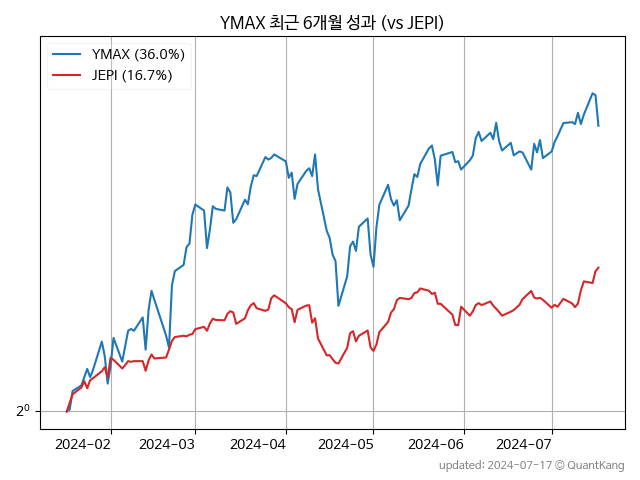 YMAX 최근 6개월 성과 (vs JEPI)
YMAX (36.0%)
JEPI (16.7%)
2⁰
2024-02 2024-03 2024-04 2024-05 2024-06 2024-07
updated: 2024-07-17 © QuantKang